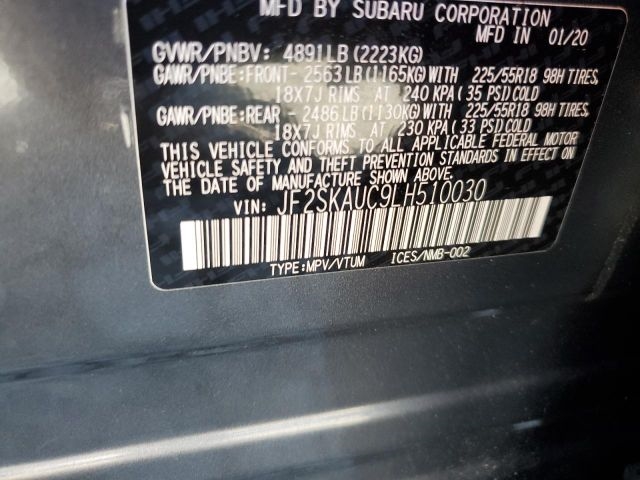 MFD BY SUBARU CORPORATION
MFD IN 01/20
GVWR/PNBV: 4891LB(2223KG)
GAWR/PNBE:FRONT- 2563LB(1165KG)WITH 225/55R18 98H TIRES,
18X7J RIMS AT 240 KPA(35 PSI)COLD
GAWR/PNBE:REAR 2486LB(1130KG)WITH 225/55R18 98H TIRES,
18X7J RIMS AT 230 KPA(33 PSI)COLD
THIS VEHICLE CONFORMS TO ALL APPLICABLE FEDERAL MOTOR
VEHICLE SAFETY AND THEFT PREVENTION STANDARDS IN EFFECT
ON THE DATE OF MANUFACTURE SHOWN ABOVE.
VIN: JF2SKAUC9LH510030
TYPE:MPV/VTUM ICES/NMB-002